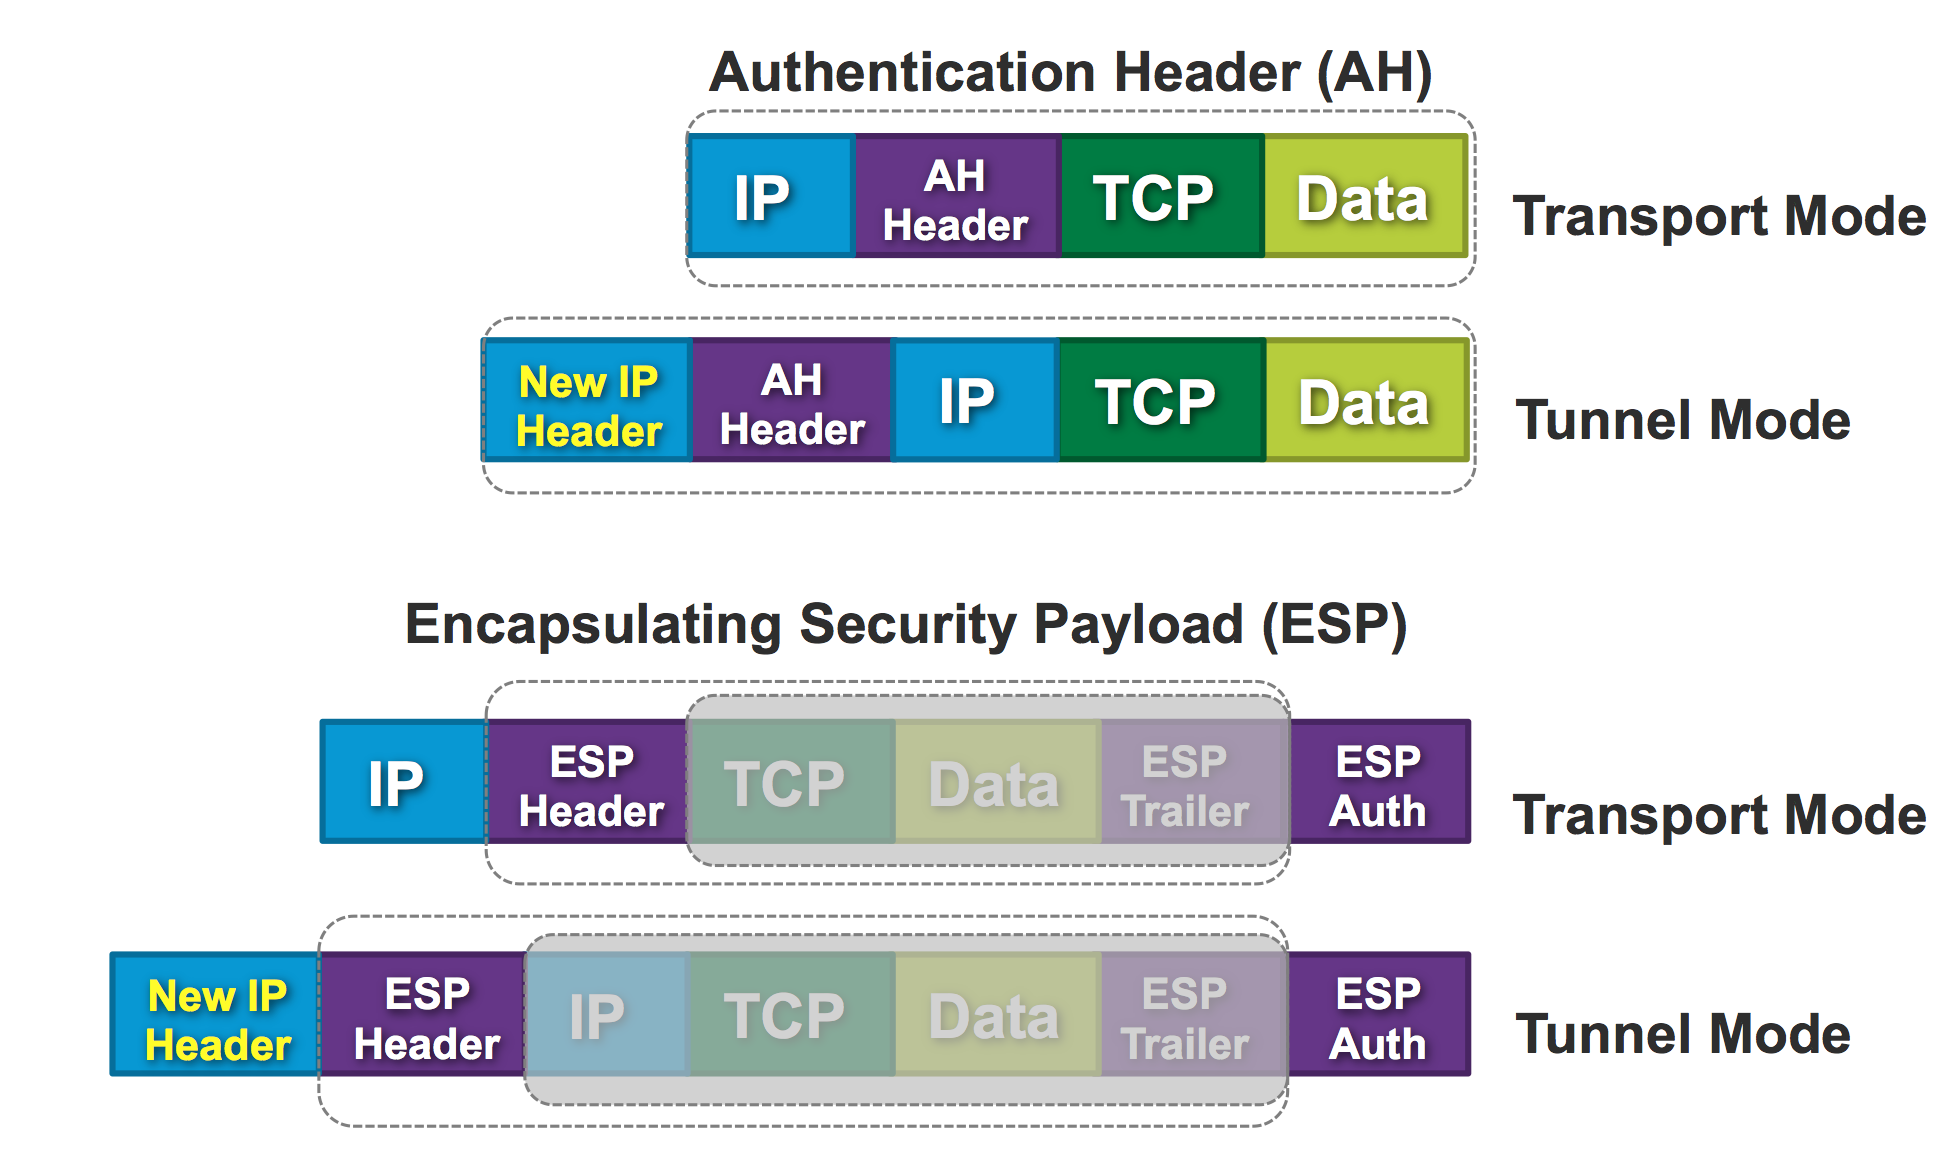 Authentication Header (AH)
IP
AH
Header
TCP
Data
Transport Mode
New IP
Header
AH
Header
IP
TCP
Data
Tunnel Mode
Encapsulating Security Payload (ESP)
IP
ESP
Header
TCP
Data
ESP
Trailer
ESP
Auth
Transport Mode
New IP
Header
ESP
Header
IP
TCP
Data
ESP
Trailer
ESP
Auth
Tunnel Mode